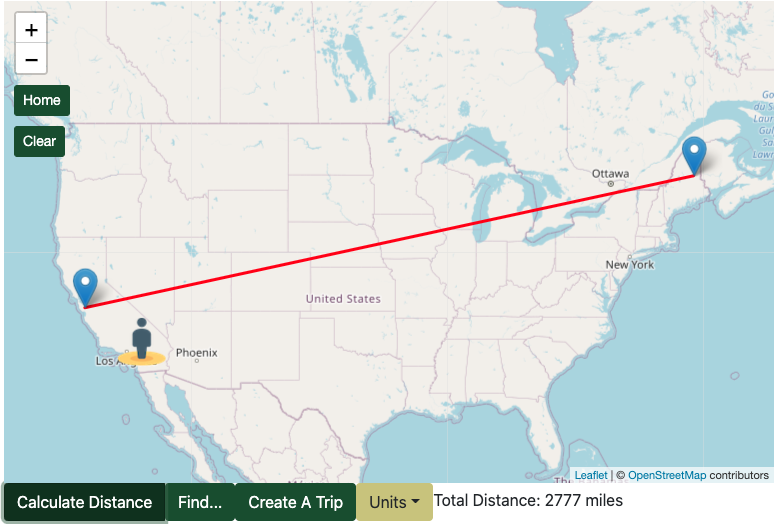 +
−
Home
Clear
Ottawa
New York
United States
Phoenix
Los
Leaflet | © OpenStreetMap contributors
Calculate Distance
Find...
Create A Trip
Units
Total Distance: 2777 miles